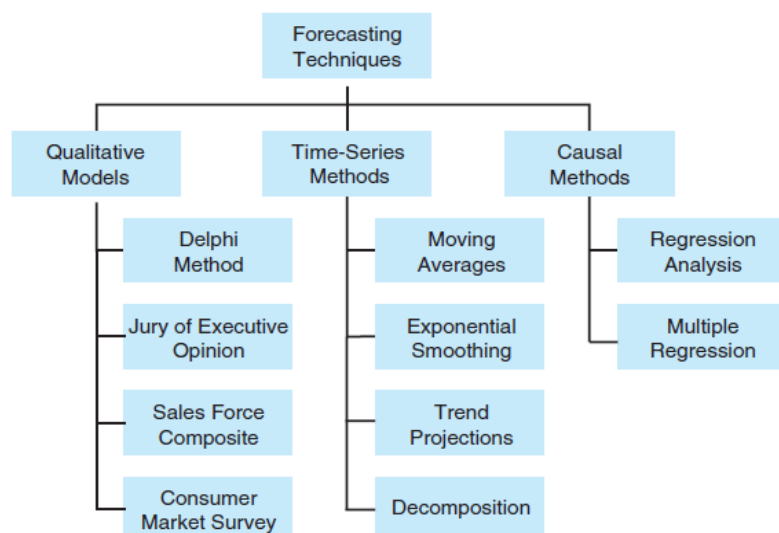 Forecasting
Techniques
Qualitative
Models
Time-Series
Methods
Causal
Methods
Delphi
Method
Jury of Executive
Opinion
Sales Force
Composite
Consumer
Market Survey
Moving
Averages
Exponential
Smoothing
Trend
Projections
Decomposition
Regression
Analysis
Multiple
Regression